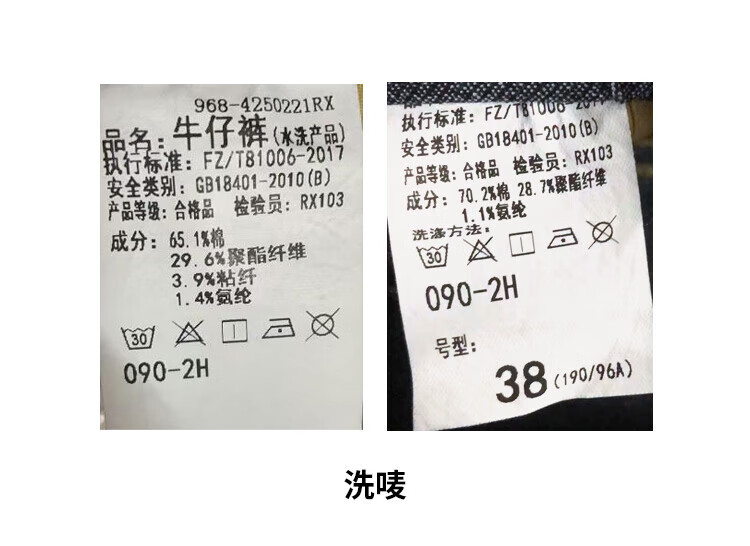 968-4250221RX
品名：牛仔裤(水洗产品)
执行标准：FZ/T81006-2017
安全类别：GB18401-2010(B)
产品等级：合格品 检验员：RX103
成分：65.1%棉
29.6%聚酯纤维
3.9%粘纤
1.4%氨纶
30
090-2H
执行标准：FZ/T81006-2017
安全类别：GB18401-2010(B)
产品等级：合格品 检验员：RX103
成分：70.2%棉 28.7%聚酯纤维
1.1%氨纶
洗涤方法：
30
090-2H
号型：
38(190/96A)
洗唛